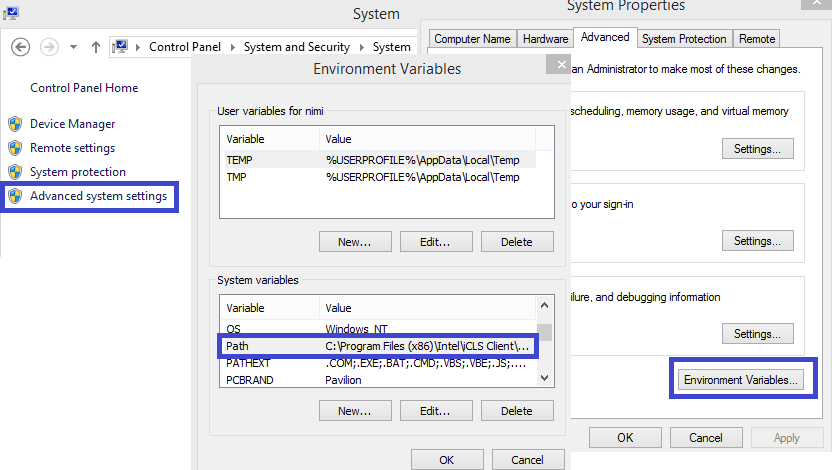 System
Control Panel
System and Security
System
Control Panel Home
Device Manager
Remote settings
System protection
Advanced system settings
Environment Variables
User variables for nimi
Variable Value
TEMP %USERPROFILE%\AppData\Local\Temp
TMP %USERPROFILE%\AppData\Local\Temp
New... Edit... Delete
System variables
Variable Value
OS Windows_NT
Path C:\Program Files (x86)\Intel\iCLS Client\...
PATHEXT .COM;.EXE;.BAT;.CMD;.VBS;.VBE;.JS;....
PCBRAND Pavilion
New... Edit... Delete
OK Cancel
System Properties
Computer Name Hardware Advanced System Protection Remote
an Administrator to make most of these changes.
scheduling, memory usage, and virtual memory
Settings...
o your sign-in
Settings...
ilure, and debugging information
Settings...
Environment Variables...
OK Cancel Apply